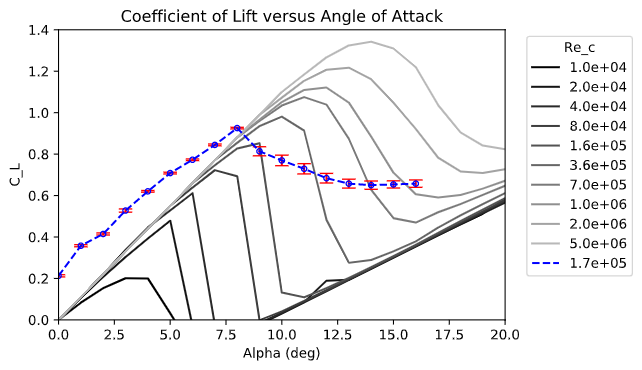 Coefficient of Lift versus Angle of Attack
1.4
1.2
1.0
0.8
0.6
0.4
0.2
0.0
C_L
0.0 2.5 5.0 7.5 10.0 12.5 15.0 17.5 20.0
Alpha (deg)
Re_c
1.0e+04
2.0e+04
4.0e+04
8.0e+04
1.6e+05
3.6e+05
7.0e+05
1.0e+06
2.0e+06
5.0e+06
1.7e+05